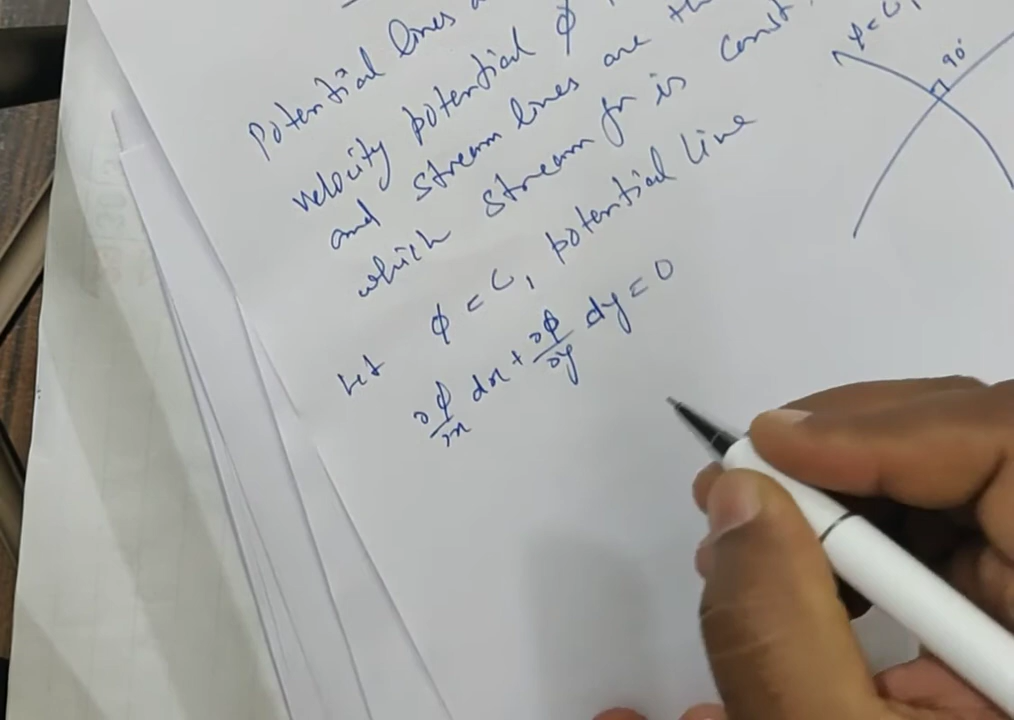 Potential lines
velocity potential ϕ
and stream lines are
which stream fn is const.
Let ϕ = C, potential line
∂ϕ/∂x dx + ∂ϕ/∂y dy = 0
90°